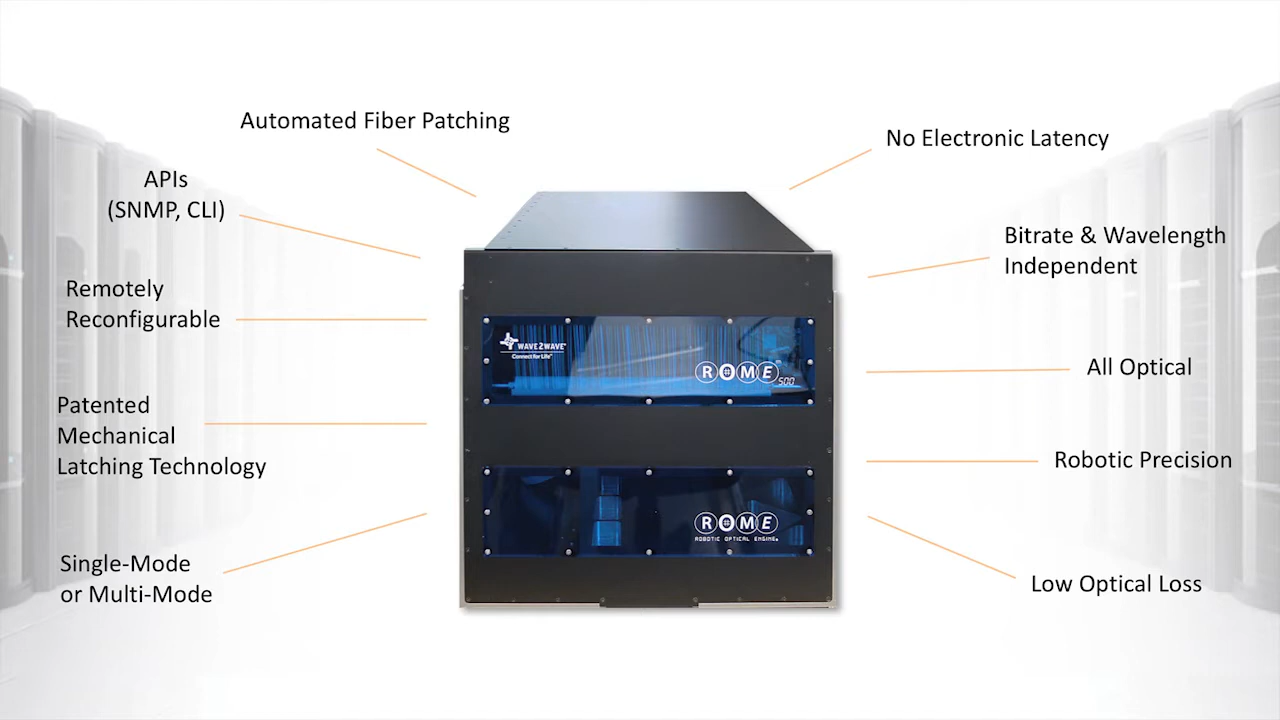 Automated Fiber Patching
No Electronic Latency
APIs
(SNMP, CLI)
Bitrate & Wavelength
Independent
Remotely
Reconfigurable
WAVE2WAVE
Connect for Life
ROME 500
All Optical
Patented
Mechanical
Latching Technology
Robotic Precision
ROME
ROBOTIC OPTICAL ENGINE
Single-Mode
or Multi-Mode
Low Optical Loss